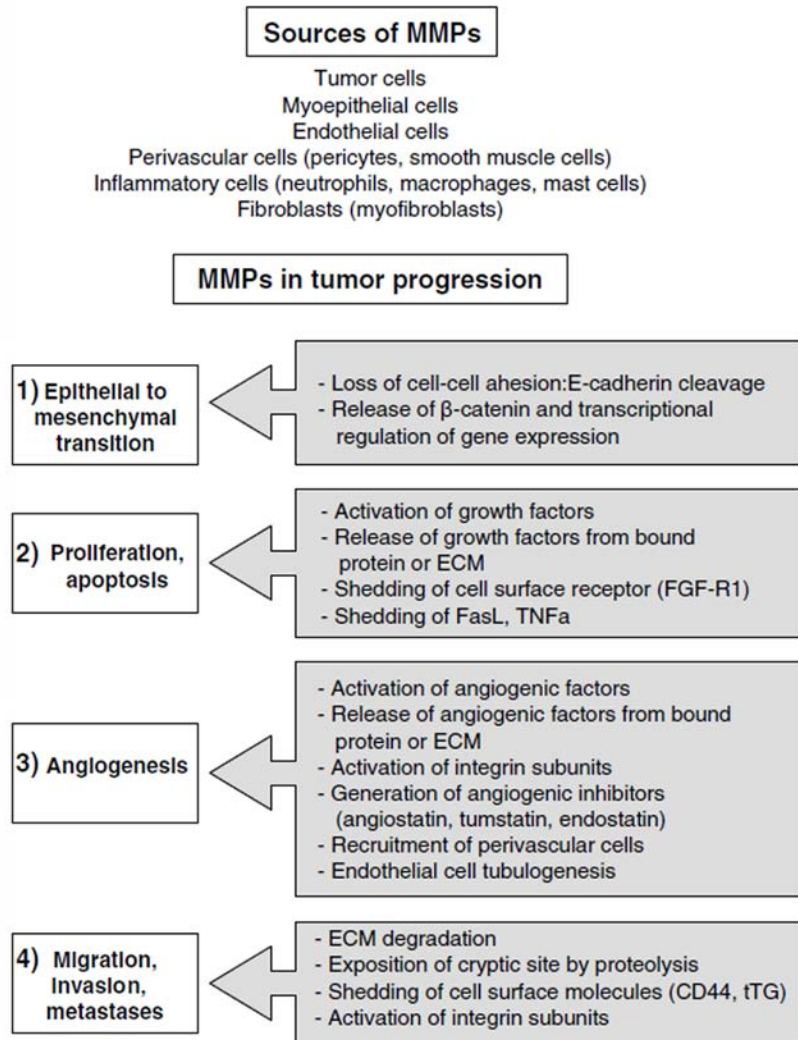 Sources of MMPs
Tumor cells
Myoepithelial cells
Endothelial cells
Perivascular cells (pericytes, smooth muscle cells)
Inflammatory cells (neutrophils, macrophages, mast cells)
Fibroblasts (myofibroblasts)
MMPs in tumor progression
1) Epithelial to
mesenchymal
transition
- Loss of cell-cell ahesion:E-cadherin cleavage
- Release of β-catenin and transcriptional
regulation of gene expression
2) Proliferation,
apoptosis
- Activation of growth factors
- Release of growth factors from bound
protein or ECM
- Shedding of cell surface receptor (FGF-R1)
- Shedding of FasL, TNFa
3) Angiogenesis
- Activation of angiogenic factors
- Release of angiogenic factors from bound
protein or ECM
- Activation of integrin subunits
- Generation of angiogenic inhibitors
(angiostatin, tumstatin, endostatin)
- Recruitment of perivascular cells
- Endothelial cell tubulogenesis
4) Migration,
invasion,
metastases
- ECM degradation
- Exposition of cryptic site by proteolysis
- Shedding of cell surface molecules (CD44, tTG)
- Activation of integrin subunits